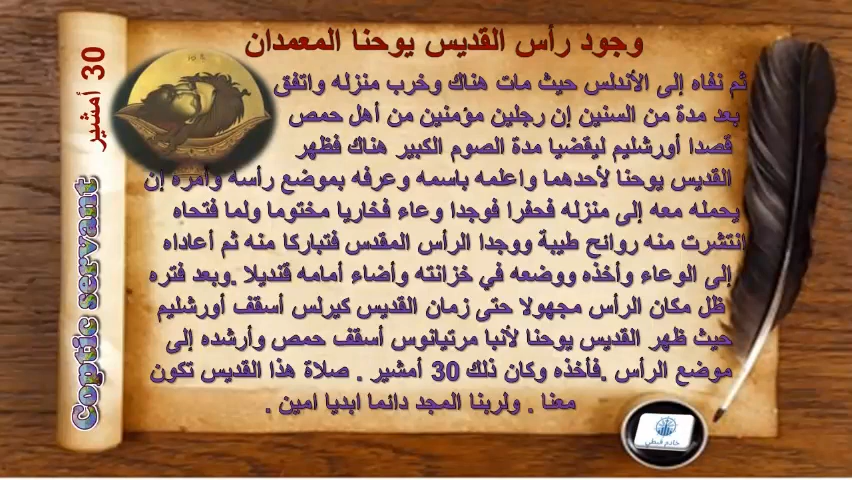 وجود رأس القديس يوحنا المعمدان
30 أمشير
ثم نفاه إلى الأندلس حيث مات هناك وخرب منزله واتفق
بعد مدة من السنين إن رجلين مؤمنين من أهل حمص
قصدا أورشليم ليقضيا مدة الصوم الكبير هناك فظهر
القديس يوحنا لأحدهما واعلمه باسمه وعرفه بموضع رأسه وأمره إن
يحمله معه إلى منزله فحفرا فوجدا وعاء فخاريا مختوما ولما فتحاه
انتشرت منه روائح طيبة ووجدا الرأس المقدس فتباركا منه ثم أعاداه
إلى الوعاء وأخذه ووضعه في خزانته وأضاء أمامه قنديلا .وبعد فتره
ظل مكان الرأس مجهولا حتى زمان القديس كيرلس أسقف أورشليم
حيث ظهر القديس يوحنا لأنبا مرتيانوس أسقف حمص وأرشده إلى
موضع الرأس .فأخذه وكان ذلك 30 أمشير . صلاة هذا القديس تكون
معنا . ولربنا المجد دائما ابديا امين .
Coptic servant
خادم قبطي